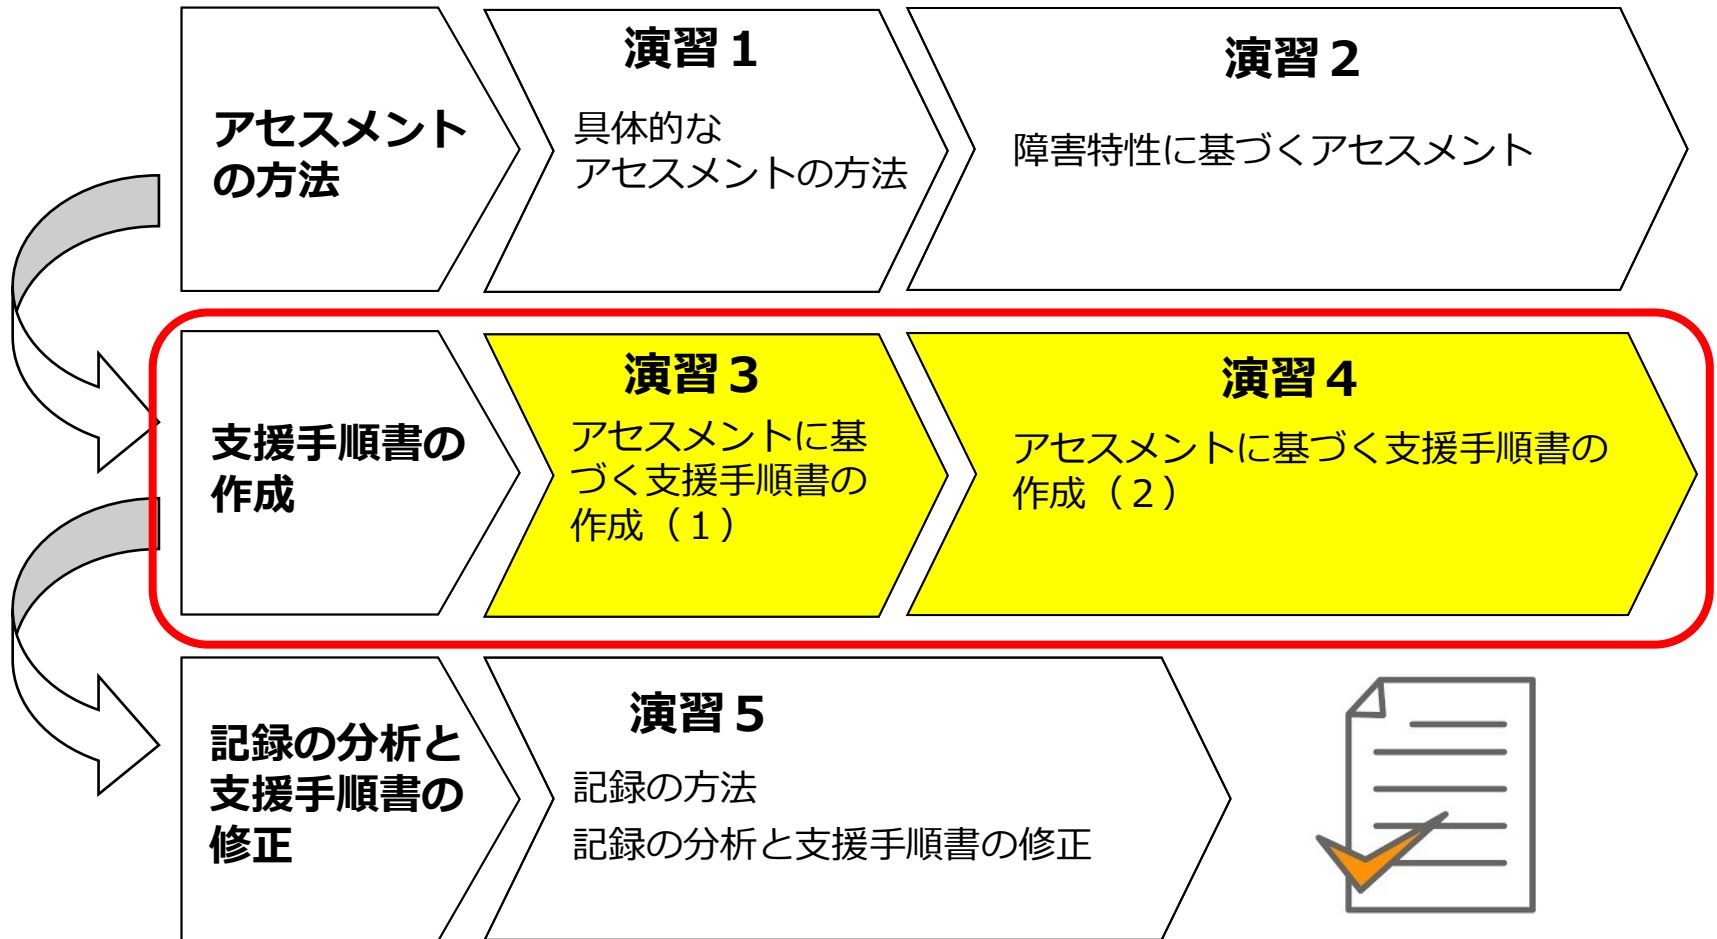 アセスメント
の方法
演習１
具体的な
アセスメントの方法
演習２
障害特性に基づくアセスメント
支援手順書の
作成
演習３
アセスメントに基
づく支援手順書の
作成（１）
演習４
アセスメントに基づく支援手順書の
作成（２）
記録の分析と
支援手順書の
修正
演習５
記録の方法
記録の分析と支援手順書の修正